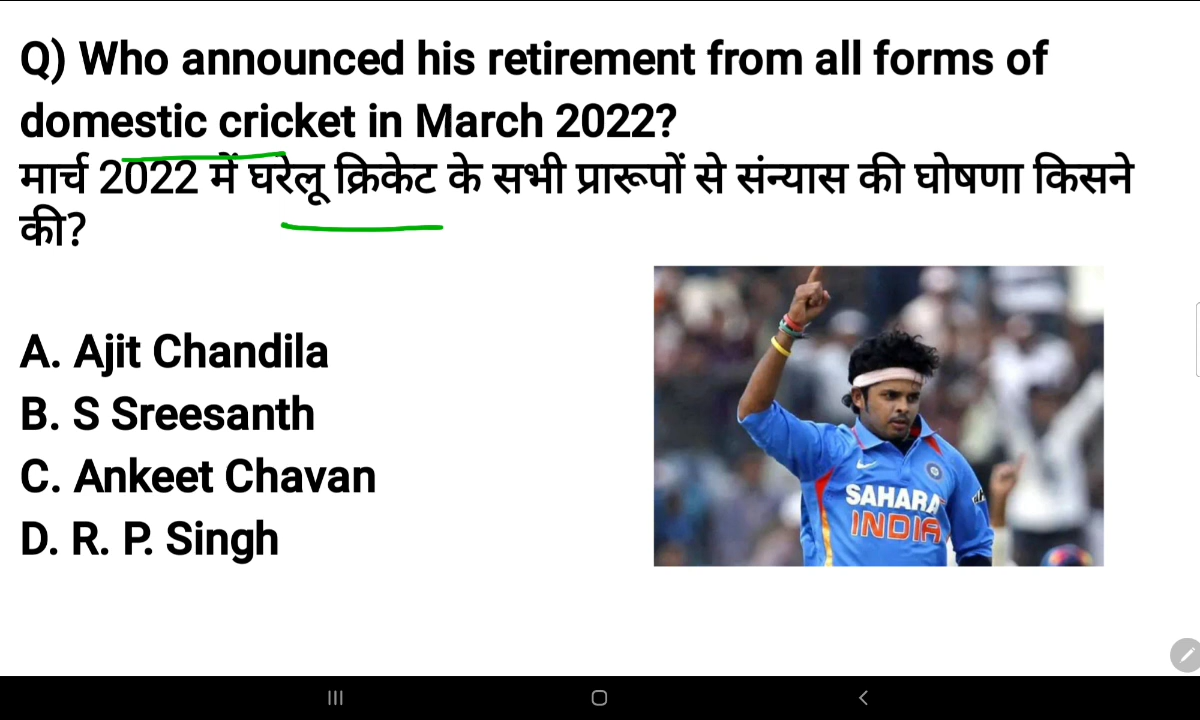 Q) Who announced his retirement from all forms of
domestic cricket in March 2022?
मार्च 2022 में घरेलू क्रिकेट के सभी प्रारूपों से संन्यास की घोषणा किसने
की?
A. Ajit Chandila
B. S Sreesanth
C. Ankeet Chavan
D. R. P. Singh
SAHARA
INDIA